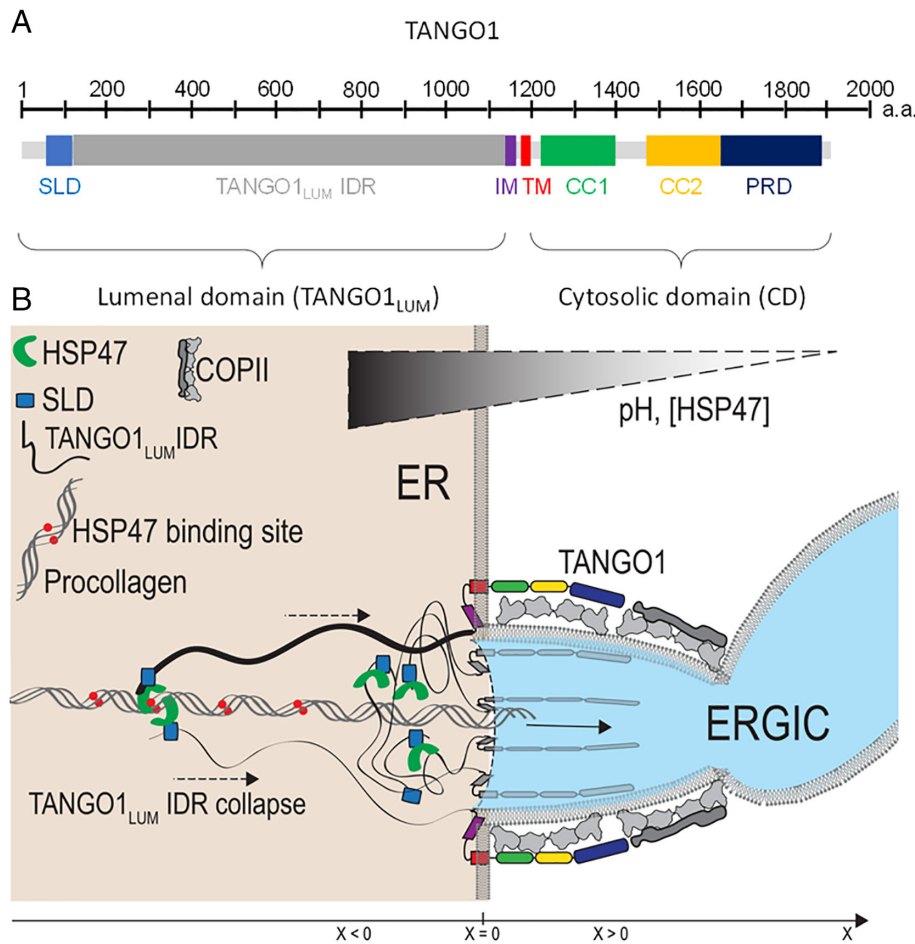 A
TANGO1
1 200 400 600 800 1000 1200 1400 1600 1800 2000
a.a.
SLD TANGO1LUM IDR IM TM CC1 CC2 PRD
Lumenal domain (TANGO1LUM) Cytosolic domain (CD)
B
HSP47
COPII
SLD
TANGO1LUMIDR
HSP47 binding site
Procollagen
pH, [HSP47]
ER
TANGO1
ERGIC
TANGO1LUM IDR collapse
X < 0 X = 0 X > 0 X